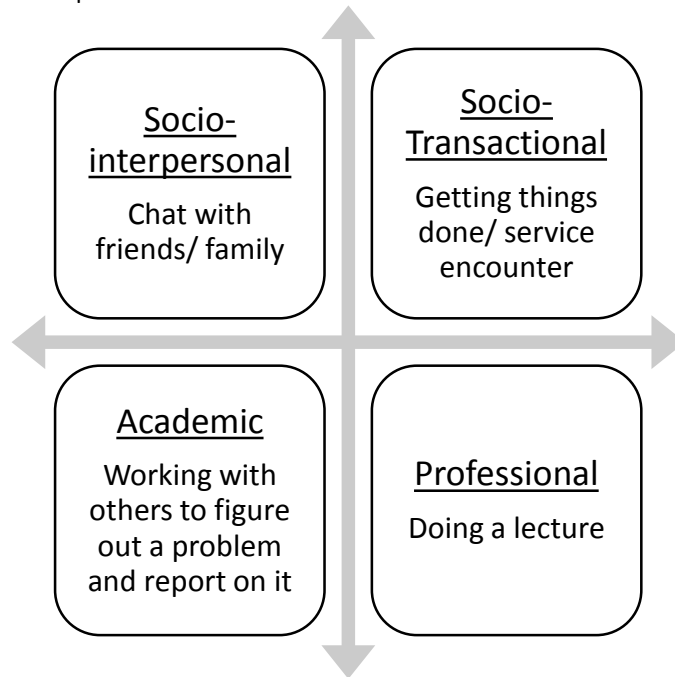 Socio-
interpersonal
Chat with
friends/ family
Socio-
Transactional
Getting things
done/ service
encounter
Academic
Working with
others to figure
out a problem
and report on it
Professional
Doing a lecture